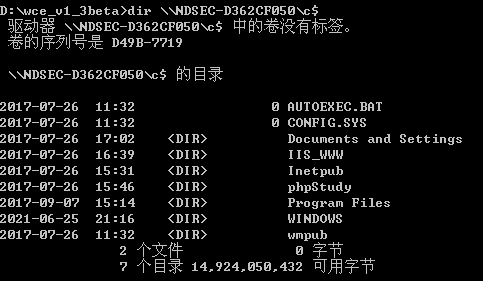 D:\wce_v1_3beta>dir \\NDSEC-D362CF050\c$
驱动器 \\NDSEC-D362CF050\c$ 中的卷没有标签。
卷的序列号是 D49B-7719
\\NDSEC-D362CF050\c$ 的目录
2017-07-26  11:32                 0 AUTOEXEC.BAT
2017-07-26  11:32                 0 CONFIG.SYS
2017-07-26  17:02    <DIR>          Documents and Settings
2017-07-26  16:39    <DIR>          IIS_WWW
2017-07-26  15:31    <DIR>          Inetpub
2017-07-26  15:46    <DIR>          phpStudy
2017-09-07  15:14    <DIR>          Program Files
2021-06-25  21:16    <DIR>          WINDOWS
2017-07-26  11:32    <DIR>          wmpub
2 个文件              0 字节
7 个目录 14,924,050,432 可用字节